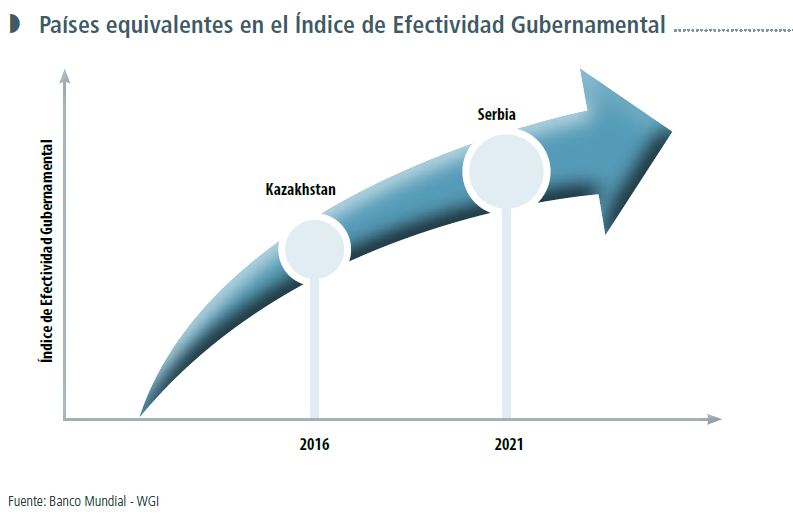 Países equivalentes en el Índice de Efectividad Gubernamental
Serbia
Kazakhstan
Índice de Efectividad Gubernamental
2016
2021
Fuente: Banco Mundial - WGI